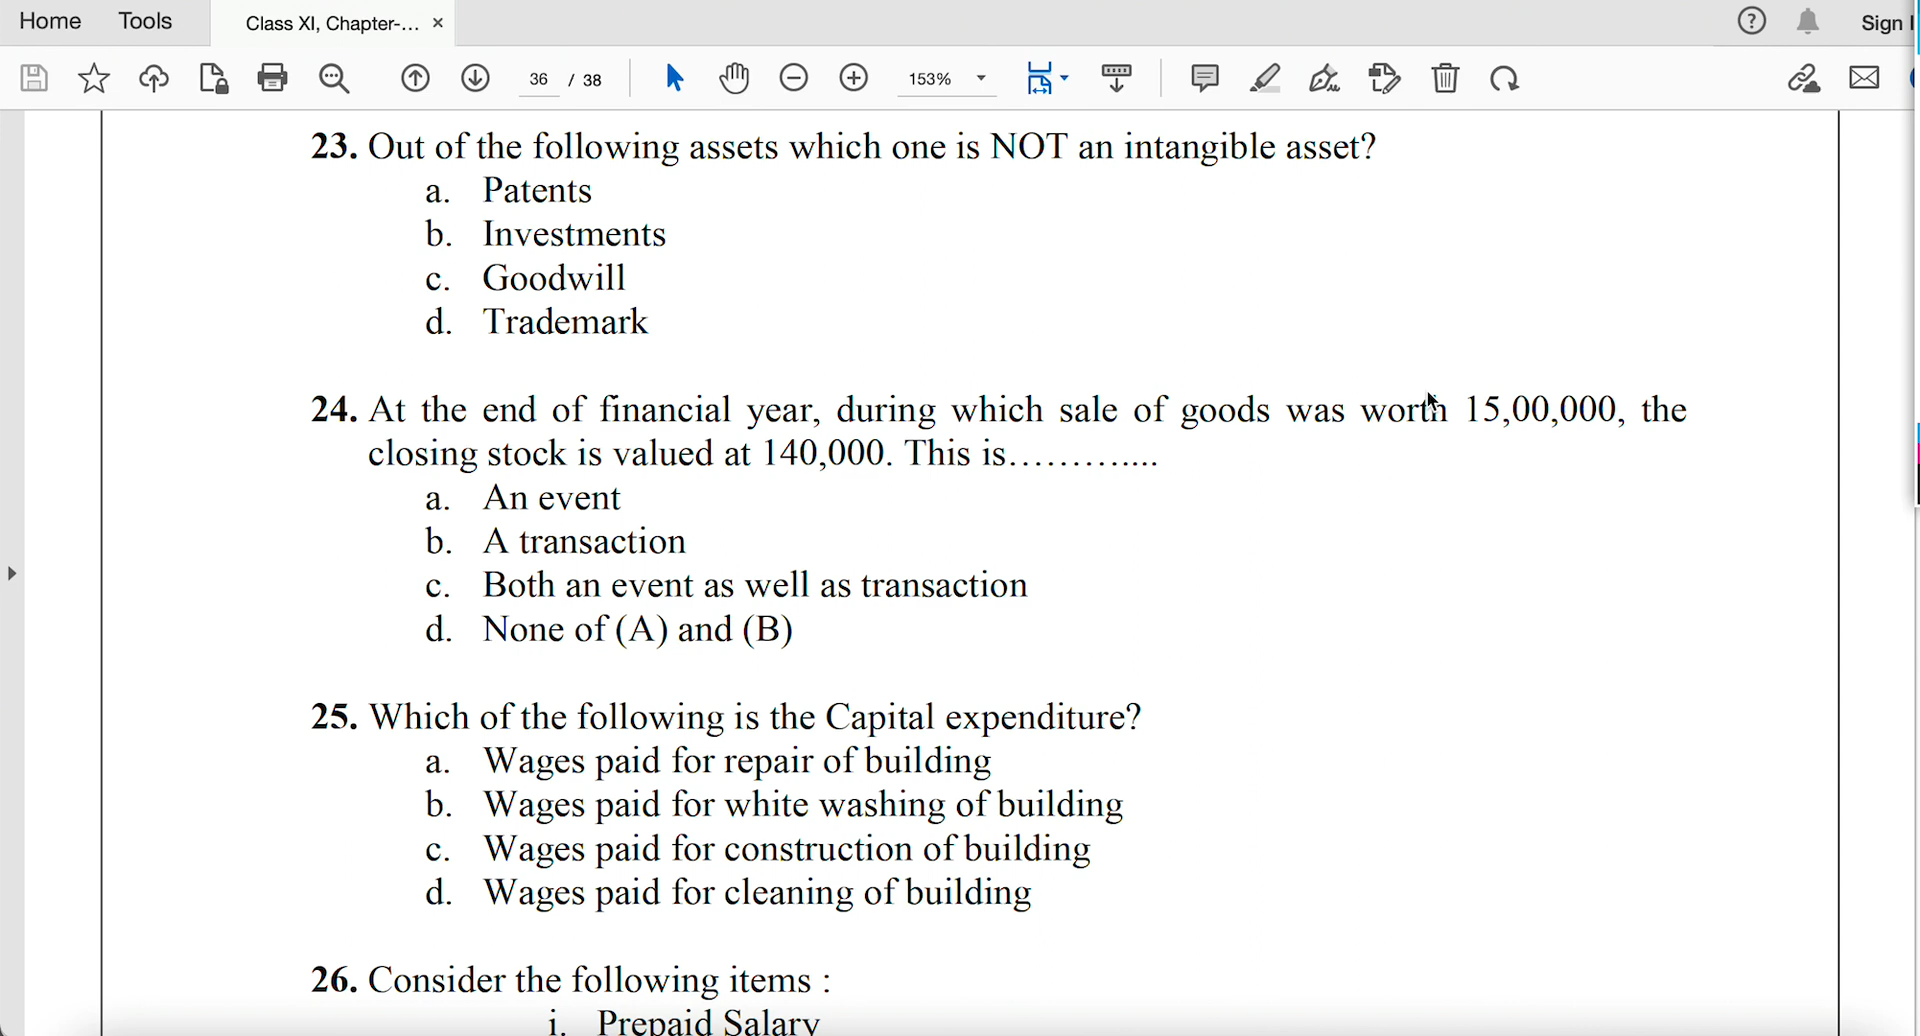 Home Tools Class XI, Chapter-... × ? Sign I
36 / 38 153%
23. Out of the following assets which one is NOT an intangible asset?
a. Patents
b. Investments
c. Goodwill
d. Trademark
24. At the end of financial year, during which sale of goods was worth 15,00,000, the
closing stock is valued at 140,000. This is...............
a. An event
b. A transaction
c. Both an event as well as transaction
d. None of (A) and (B)
25. Which of the following is the Capital expenditure?
a. Wages paid for repair of building
b. Wages paid for white washing of building
c. Wages paid for construction of building
d. Wages paid for cleaning of building
26. Consider the following items :
i. Prepaid Salary